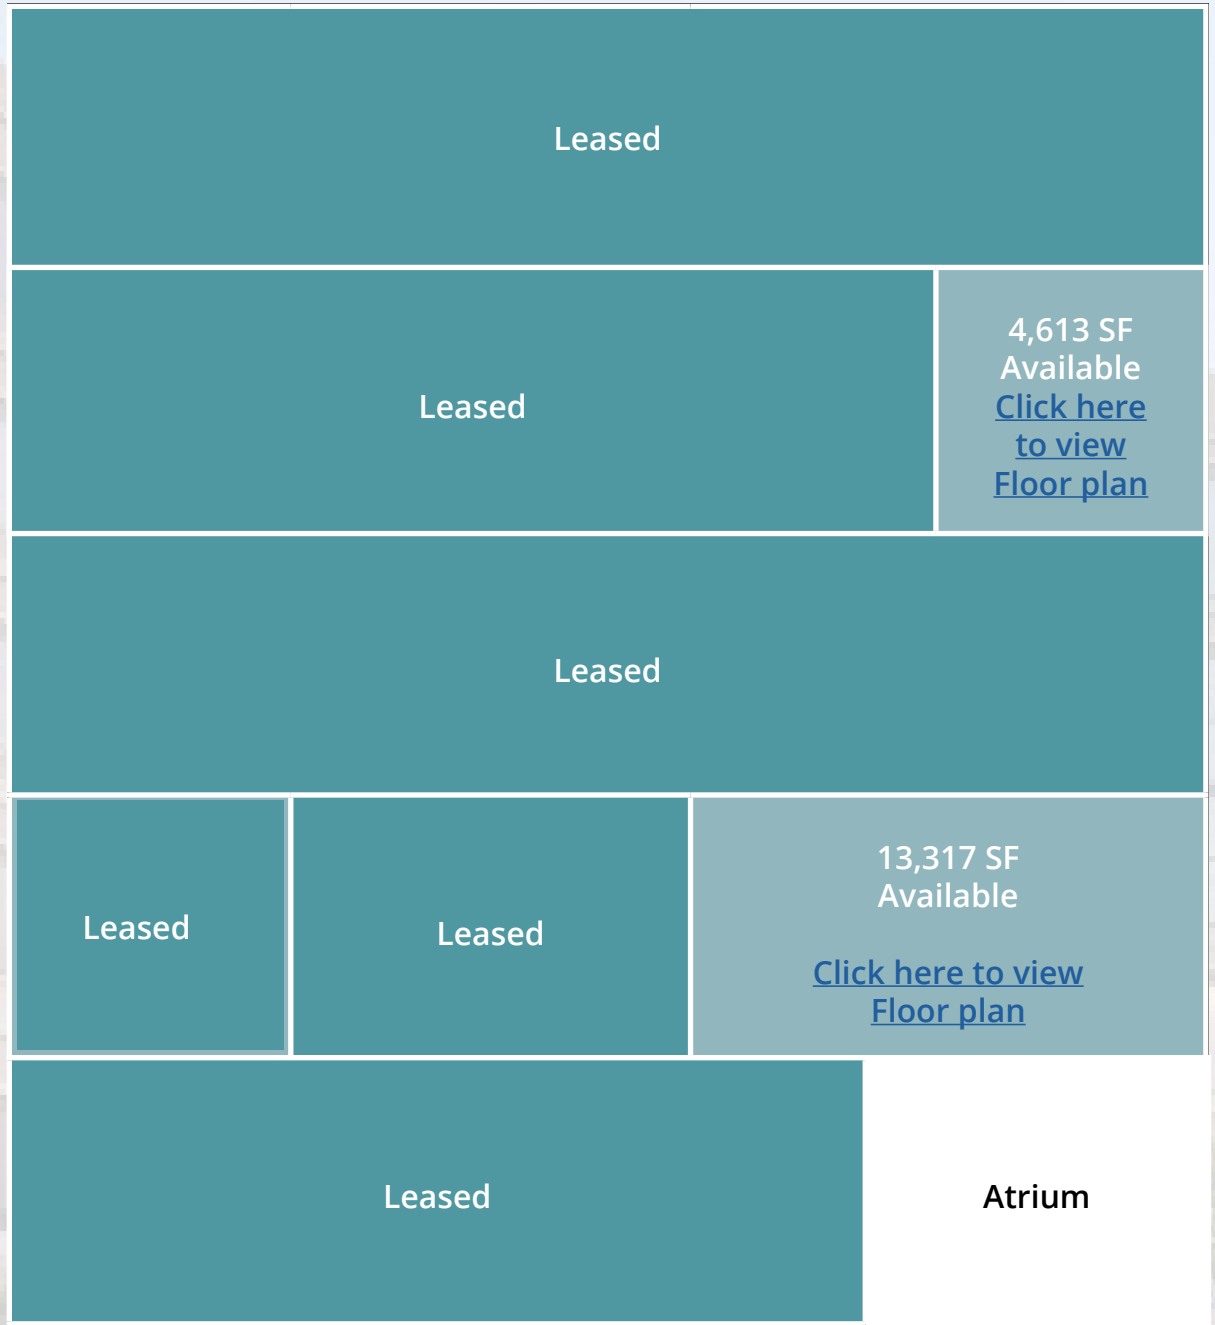 Leased
Leased
4,613 SF
Available
Click here
to view
Floor plan
Leased
Leased
Leased
13,317 SF
Available
Click here to view
Floor plan
Leased
Atrium